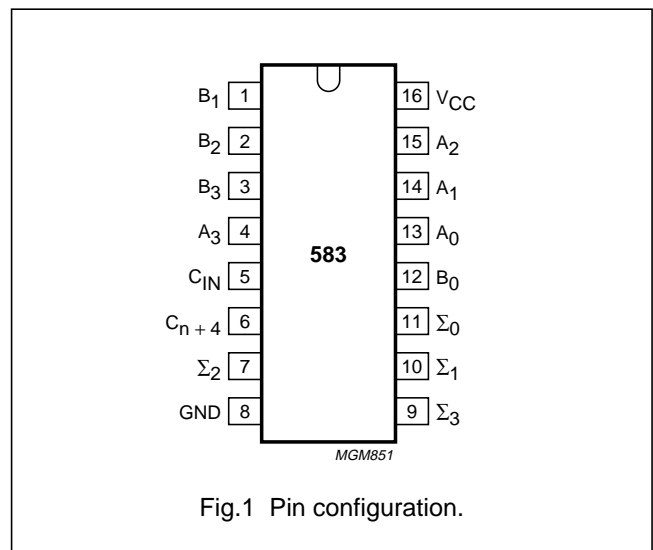 B1 1 16 VCC
B2 2 15 A2
B3 3 14 A1
A3 4 13 A0
583
CIN 5 12 B0
Cn + 4 6 11 Σ0
Σ2 7 10 Σ1
GND 8 9 Σ3
MGM851
Fig.1 Pin configuration.